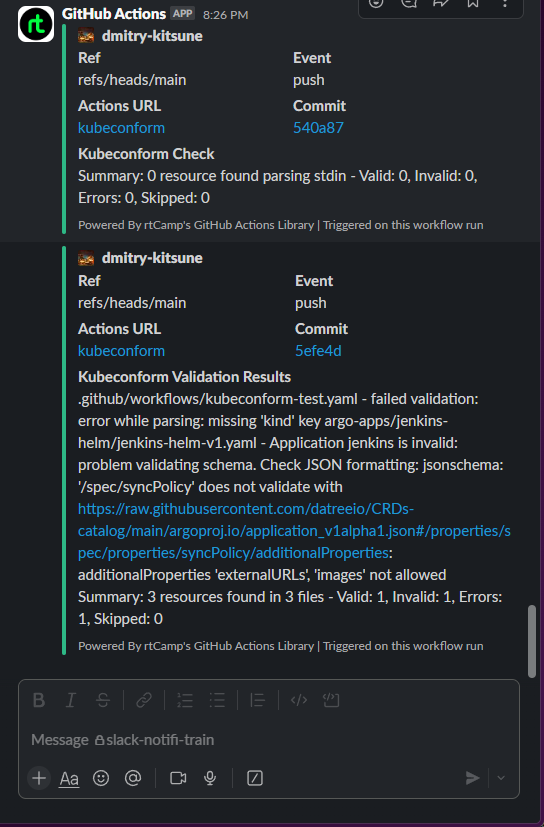 GitHub Actions APP 8:26 PM
dmitry-kitsune
Ref Event
refs/heads/main push
Actions URL Commit
kubeconform 540a87
Kubeconform Check
Summary: 0 resource found parsing stdin - Valid: 0, Invalid: 0,
Errors: 0, Skipped: 0
Powered By rtCamp's GitHub Actions Library | Triggered on this workflow run
dmitry-kitsune
Ref Event
refs/heads/main push
Actions URL Commit
kubeconform 5efe4d
Kubeconform Validation Results
.github/workflows/kubeconform-test.yaml - failed validation:
error while parsing: missing 'kind' key argo-apps/jenkins-
helm/jenkins-helm-v1.yaml - Application jenkins is invalid:
problem validating schema. Check JSON formatting: jsonschema:
'/spec/syncPolicy' does not validate with
https://raw.githubusercontent.com/datreeio/CRDs-
catalog/main/argoproj.io/application_v1alpha1.json#/properties/s
pec/properties/syncPolicy/additionalProperties:
additionalProperties 'externalURLs', 'images' not allowed
Summary: 3 resources found in 3 files - Valid: 1, Invalid: 1, Errors:
1, Skipped: 0
Powered By rtCamp's GitHub Actions Library | Triggered on this workflow run
Message slack-notifi-train
Aa